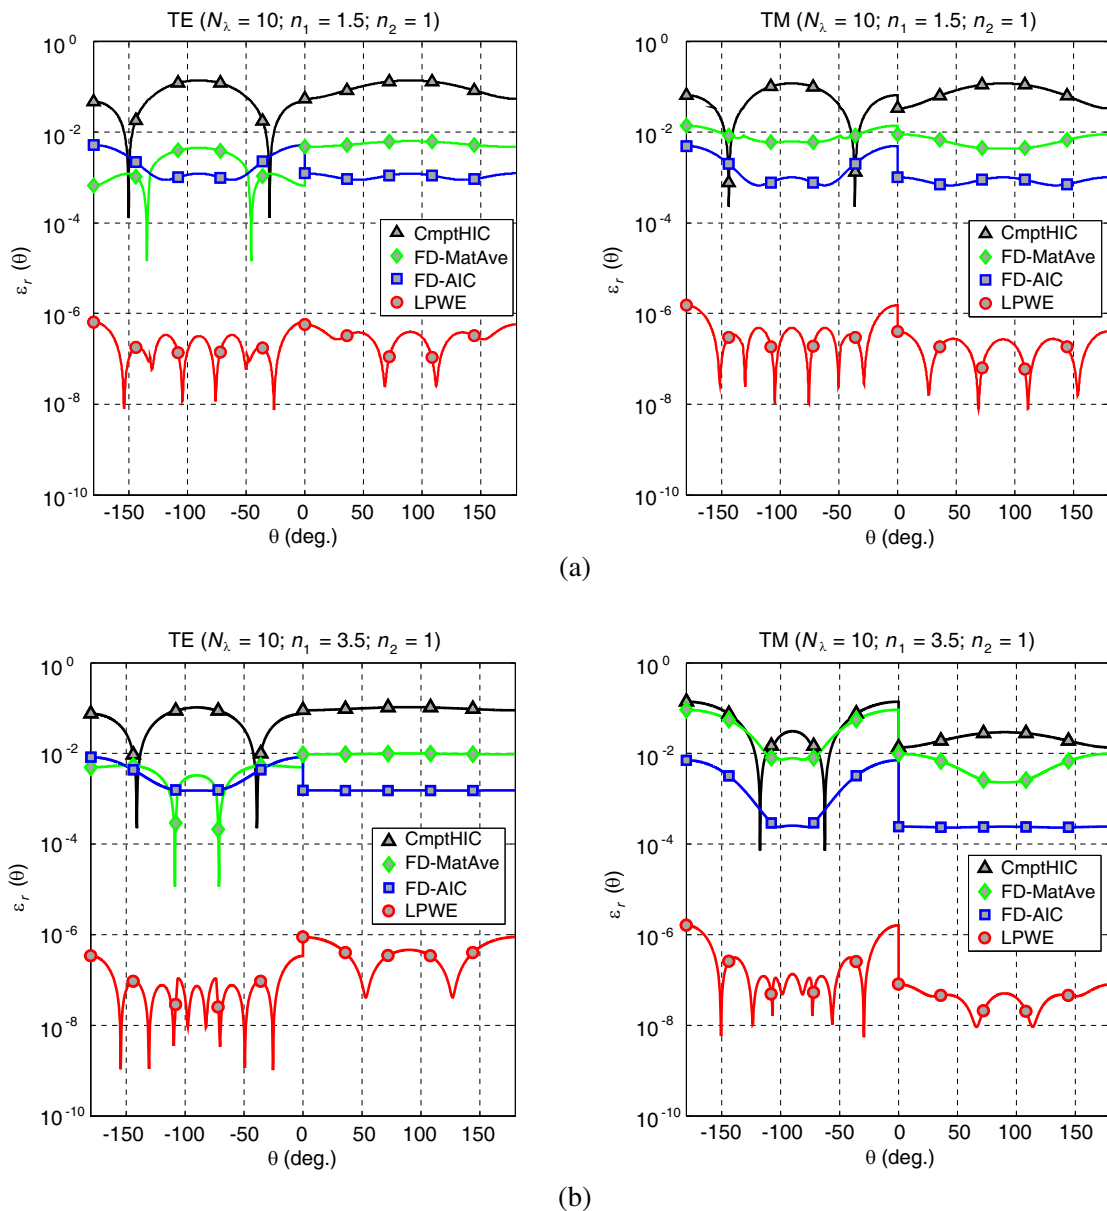 TE (Nλ = 10; n1 = 1.5; n2 = 1)
10^0
10^-2
10^-4
10^-6
10^-8
10^-10
εr (θ)
CmptHIC
FD-MatAve
FD-AIC
LPWE
-150 -100 -50 0 50 100 150
θ (deg.)
TM (Nλ = 10; n1 = 1.5; n2 = 1)
10^0
10^-2
10^-4
10^-6
10^-8
10^-10
εr (θ)
CmptHIC
FD-MatAve
FD-AIC
LPWE
-150 -100 -50 0 50 100 150
θ (deg.)
(a)
TE (Nλ = 10; n1 = 3.5; n2 = 1)
10^0
10^-2
10^-4
10^-6
10^-8
10^-10
εr (θ)
CmptHIC
FD-MatAve
FD-AIC
LPWE
-150 -100 -50 0 50 100 150
θ (deg.)
TM (Nλ = 10; n1 = 3.5; n2 = 1)
10^0
10^-2
10^-4
10^-6
10^-8
10^-10
εr (θ)
CmptHIC
FD-MatAve
FD-AIC
LPWE
-150 -100 -50 0 50 100 150
θ (deg.)
(b)